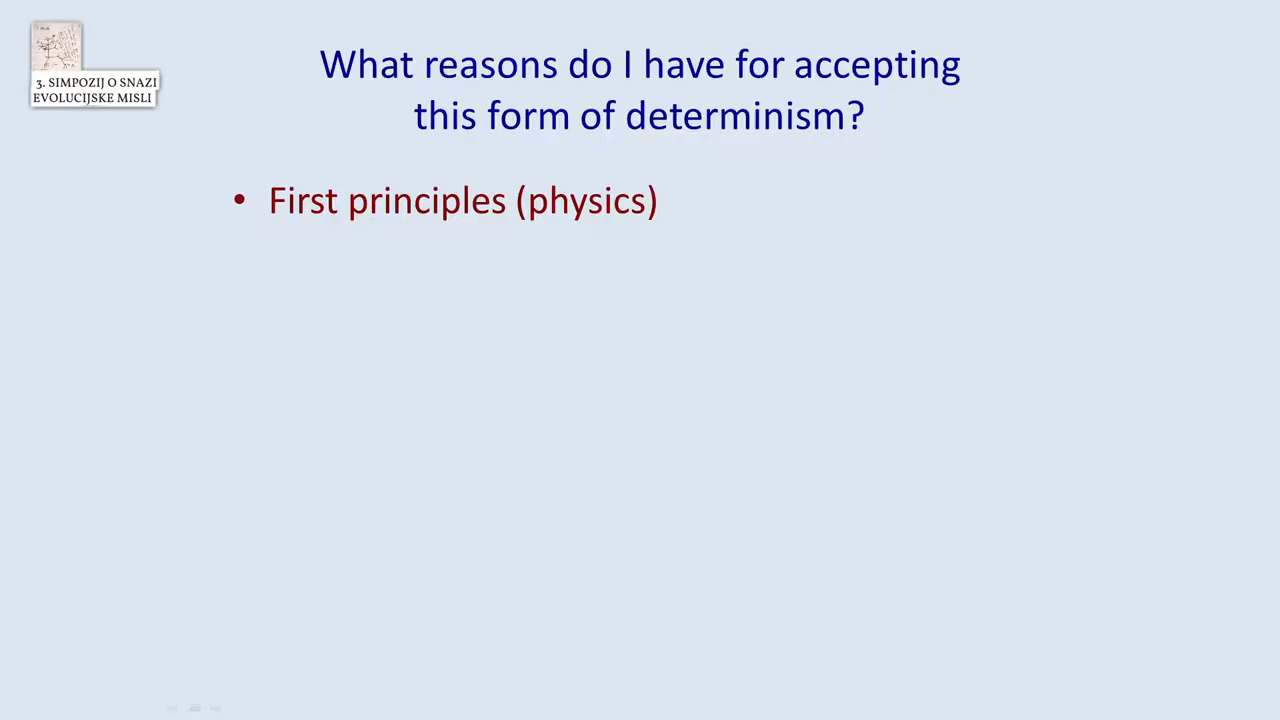 3. SIMPOZIJ O SNAZI
EVOLUCIJSKE MISLI
What reasons do I have for accepting
this form of determinism?
• First principles (physics)